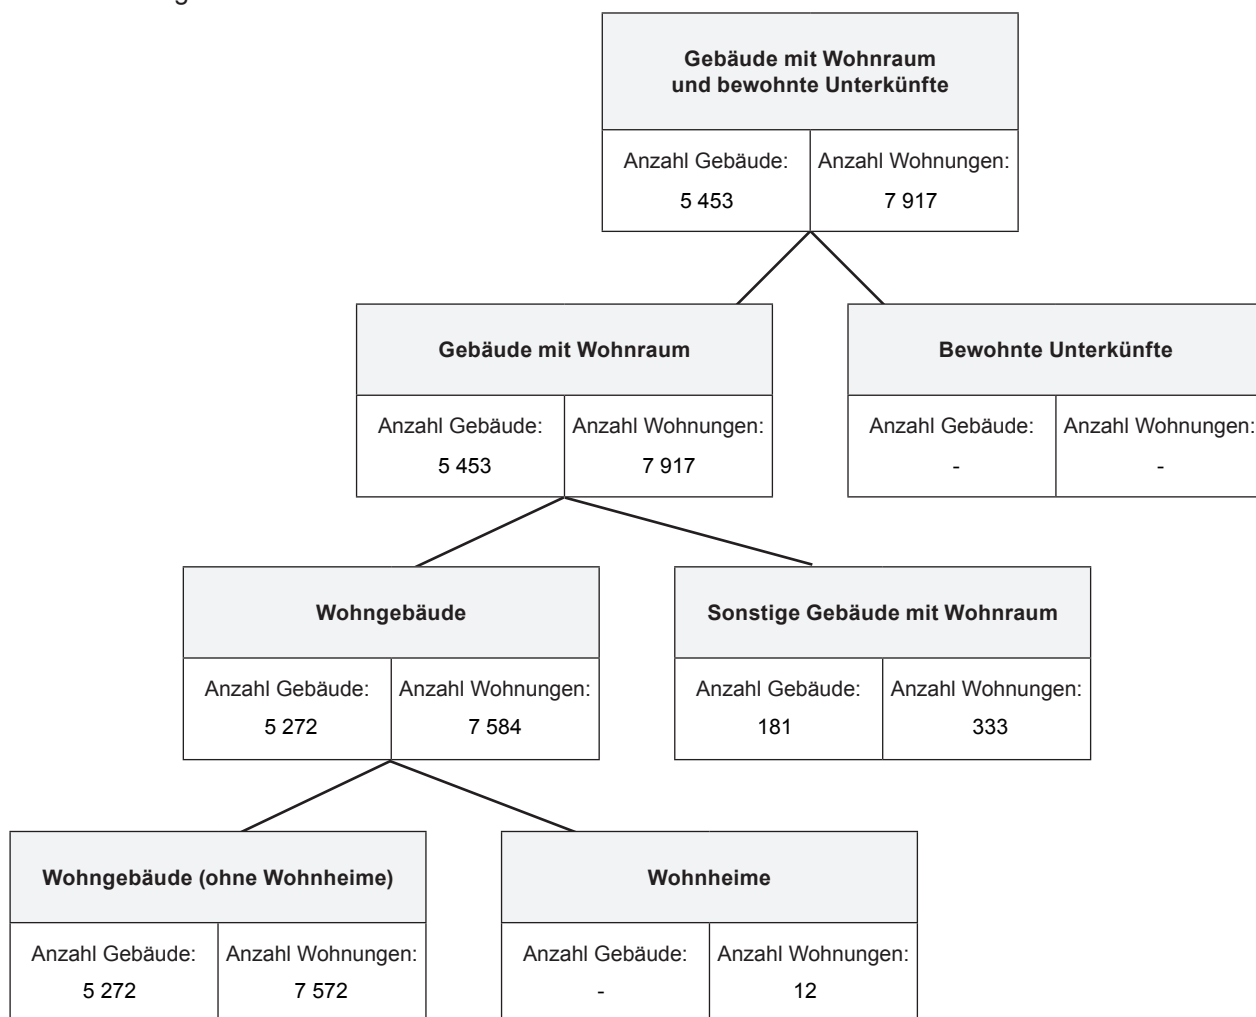 Gebäude mit Wohnraum
und bewohnte Unterkünfte
Anzahl Gebäude:
5 453
Anzahl Wohnungen:
7 917
Gebäude mit Wohnraum
Anzahl Gebäude:
5 453
Anzahl Wohnungen:
7 917
Bewohnte Unterkünfte
Anzahl Gebäude:
-
Anzahl Wohnungen:
-
Wohngebäude
Anzahl Gebäude:
5 272
Anzahl Wohnungen:
7 584
Sonstige Gebäude mit Wohnraum
Anzahl Gebäude:
181
Anzahl Wohnungen:
333
Wohngebäude (ohne Wohnheime)
Anzahl Gebäude:
5 272
Anzahl Wohnungen:
7 572
Wohnheime
Anzahl Gebäude:
-
Anzahl Wohnungen:
12